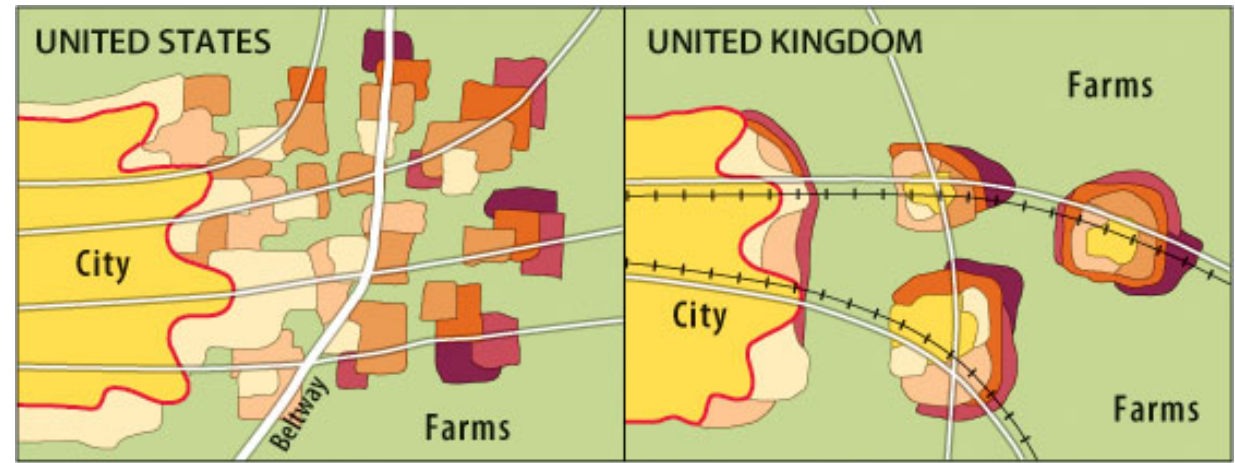 UNITED STATES
City
Beltway
Farms
UNITED KINGDOM
Farms
City
Farms